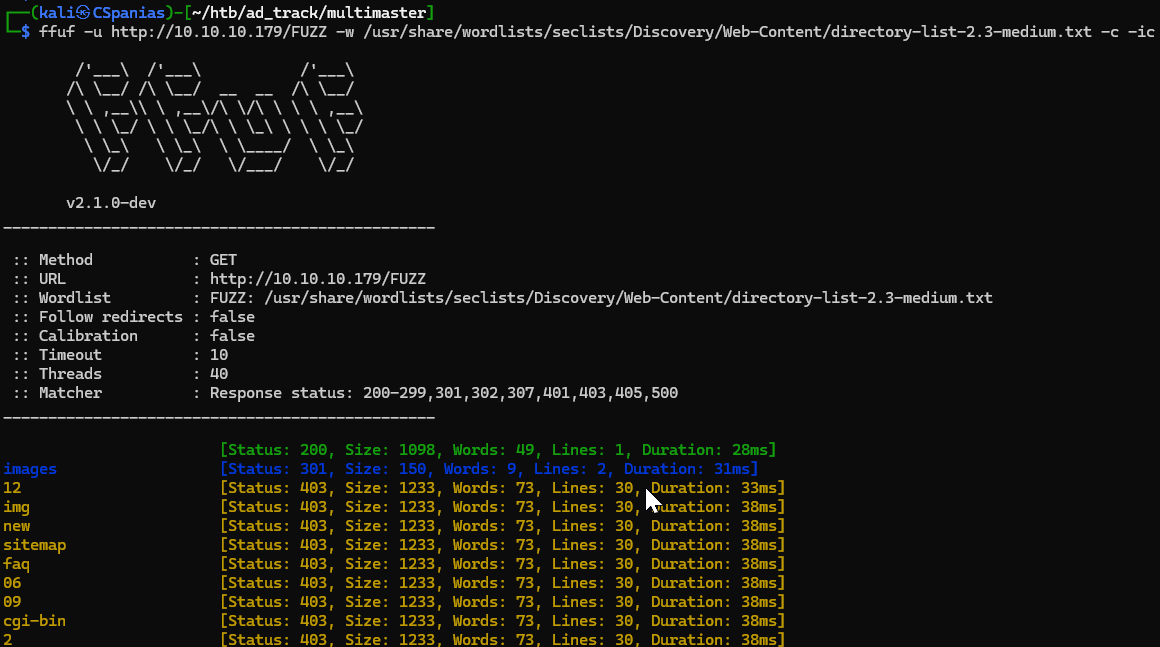 ┌──(kali㉿CSpanias)-[~/htb/ad_track/multimaster]
└─$ ffuf -u http://10.10.10.179/FUZZ -w /usr/share/wordlists/seclists/Discovery/Web-Content/directory-list-2.3-medium.txt -c -ic
        /'___\  /'___\           /'___\
       /\ \__/ /\ \__/  __  __  /\ \__/
       \ \ ,__\\ \ ,__\/\ \/\ \ \ \ ,__\
        \ \ \_/ \ \ \_/\ \ \_\ \ \ \ \_/
         \ \_\   \ \_\  \ \____/  \ \_\
          \/_/    \/_/   \/___/    \/_/
       v2.1.0-dev
________________________________________________
 :: Method           : GET
 :: URL              : http://10.10.10.179/FUZZ
 :: Wordlist         : FUZZ: /usr/share/wordlists/seclists/Discovery/Web-Content/directory-list-2.3-medium.txt
 :: Follow redirects : false
 :: Calibration      : false
 :: Timeout          : 10
 :: Threads          : 40
 :: Matcher          : Response status: 200-299,301,302,307,401,403,405,500
________________________________________________
                        [Status: 200, Size: 1098, Words: 49, Lines: 1, Duration: 28ms]
images                  [Status: 301, Size: 150, Words: 9, Lines: 2, Duration: 31ms]
12                      [Status: 403, Size: 1233, Words: 73, Lines: 30, Duration: 33ms]
img                     [Status: 403, Size: 1233, Words: 73, Lines: 30, Duration: 38ms]
new                     [Status: 403, Size: 1233, Words: 73, Lines: 30, Duration: 38ms]
sitemap                 [Status: 403, Size: 1233, Words: 73, Lines: 30, Duration: 38ms]
faq                     [Status: 403, Size: 1233, Words: 73, Lines: 30, Duration: 38ms]
06                      [Status: 403, Size: 1233, Words: 73, Lines: 30, Duration: 38ms]
09                      [Status: 403, Size: 1233, Words: 73, Lines: 30, Duration: 38ms]
cgi-bin                 [Status: 403, Size: 1233, Words: 73, Lines: 30, Duration: 38ms]
2                       [Status: 403, Size: 1233, Words: 73, Lines: 30, Duration: 38ms]